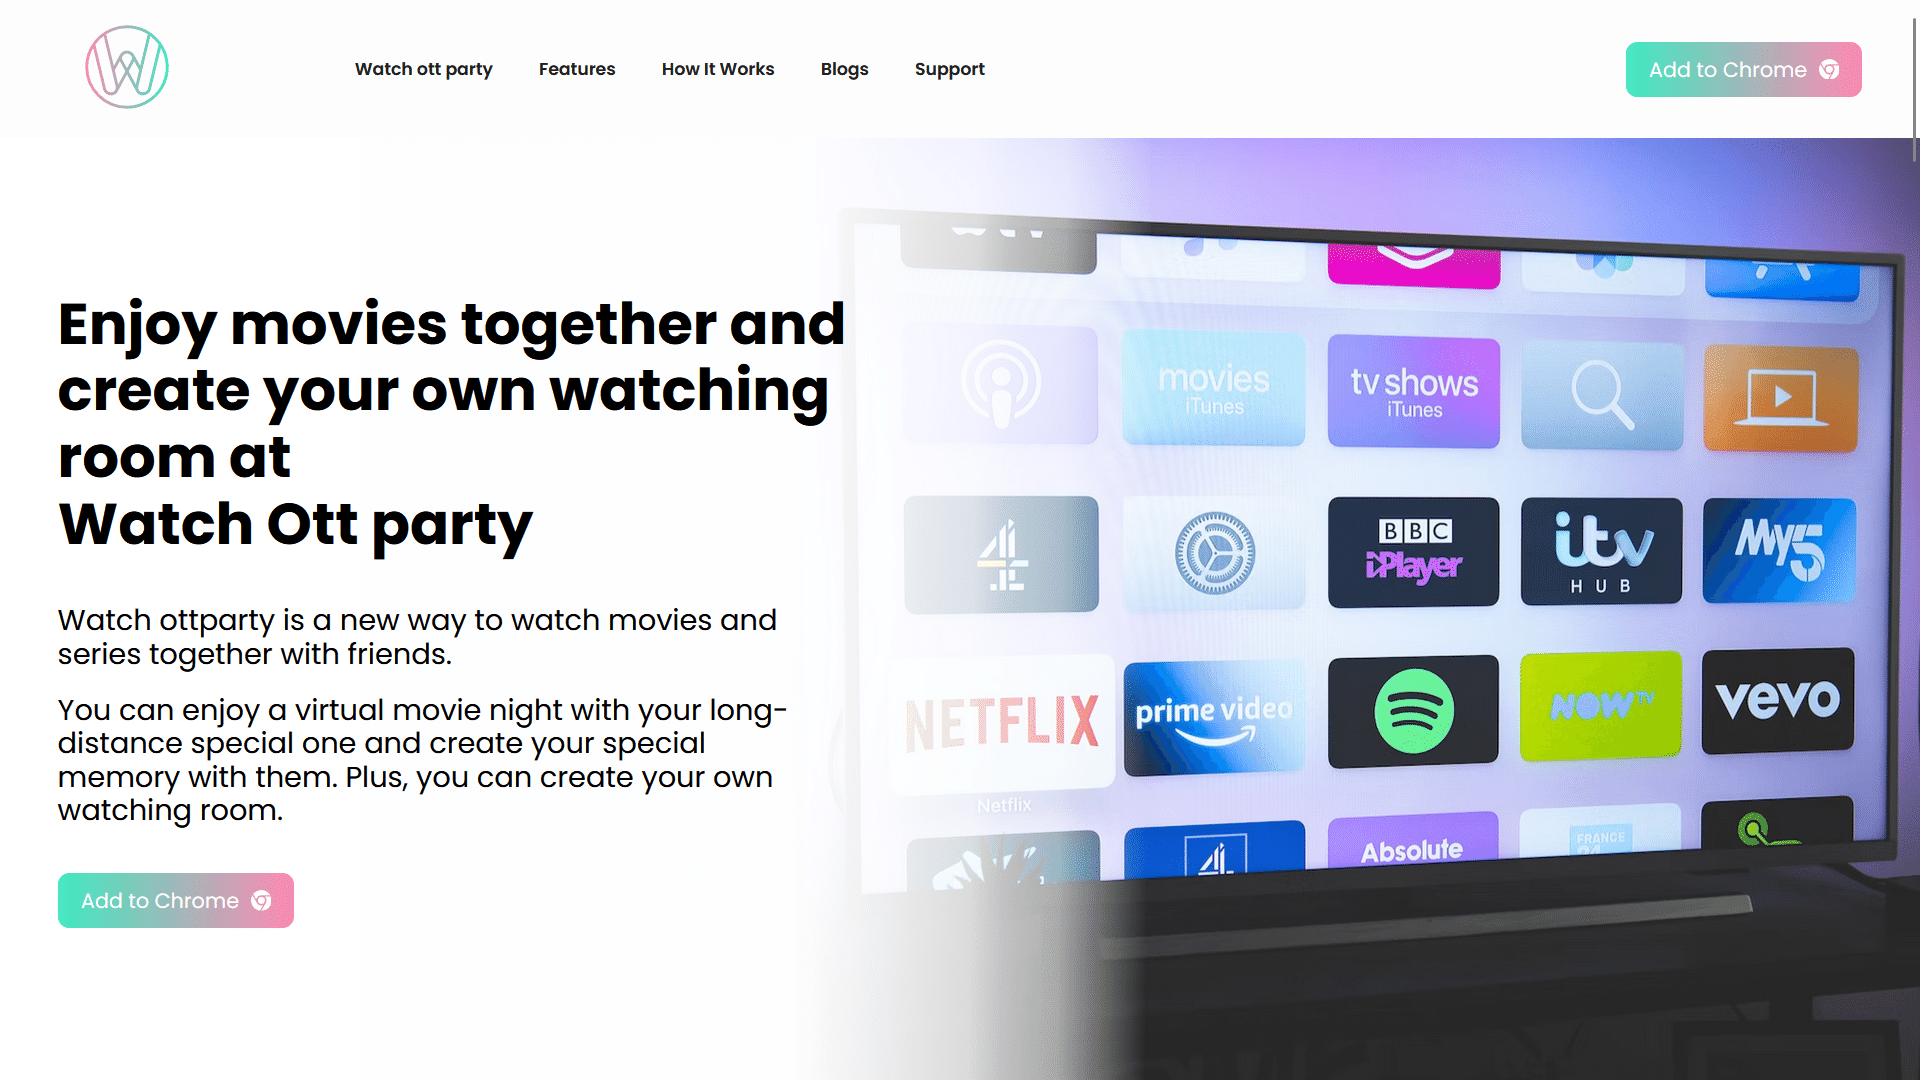 Watch ott party
Features
How It Works
Blogs
Support
Add to Chrome
Enjoy movies together and
create your own watching
room at
Watch Ott party
Watch ottparty is a new way to watch movies and
series together with friends.
You can enjoy a virtual movie night with your long-
distance special one and create your special
memory with them. Plus, you can create your own
watching room.
Add to Chrome
movies
iTunes
tv shows
iTunes
4
BBC
iPlayer
itv
HUB
My5
NETFLIX
Netflix
prime video
NOW TV
vevo
4
Absolute
FRANCE
24